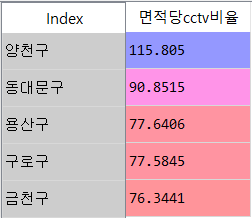 Index 면적당cctv비율
양천구 115.805
동대문구 90.8515
용산구 77.6406
구로구 77.5845
금천구 76.3441